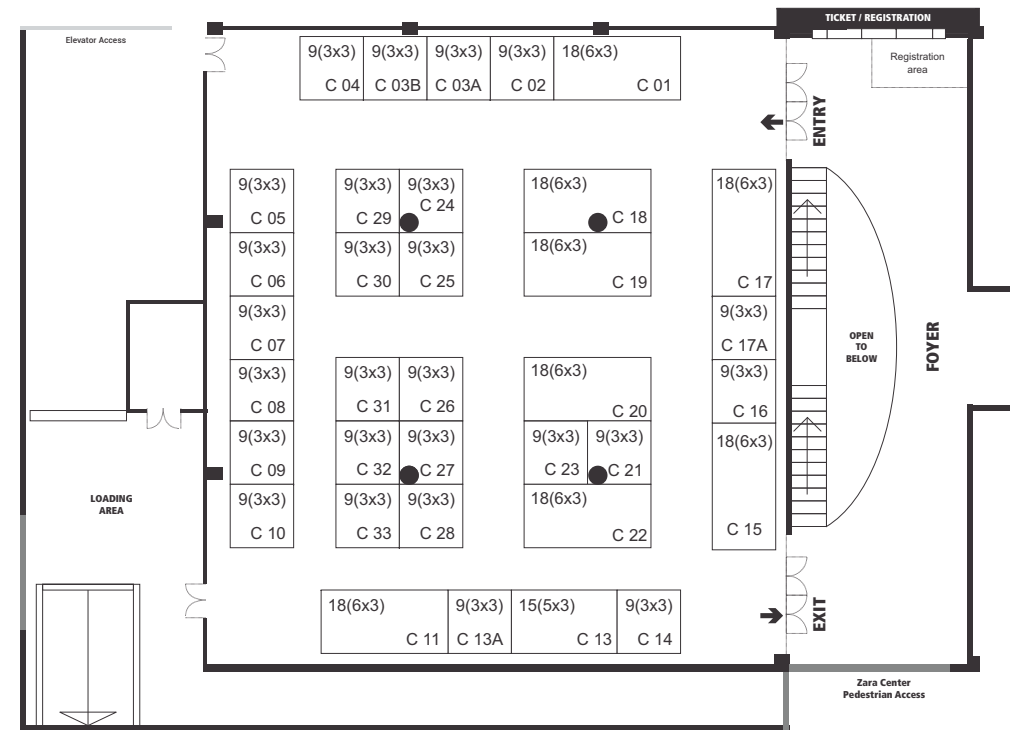 TICKET / REGISTRATION
Elevator Access
Registration
area
9(3x3) 9(3x3) 9(3x3) 9(3x3) 18(6x3)
C 04 C 03B C 03A C 02 C 01
ENTRY
9(3x3) 9(3x3) 9(3x3) 18(6x3) 18(6x3)
C 05 C 29 C 24 C 18
9(3x3) 9(3x3) 9(3x3) 18(6x3)
C 06 C 30 C 25 C 19 C 17
9(3x3) 9(3x3)
C 07 C 17A
OPEN
TO
BELOW
FOYER
9(3x3) 9(3x3) 9(3x3) 18(6x3) 9(3x3)
C 08 C 31 C 26 C 20 C 16
9(3x3) 9(3x3) 9(3x3) 9(3x3) 9(3x3) 18(6x3)
C 09 C 32 C 27 C 23 C 21
LOADING
AREA
9(3x3) 9(3x3) 9(3x3) 18(6x3)
C 10 C 33 C 28 C 22 C 15
18(6x3) 9(3x3) 15(5x3) 9(3x3)
C 11 C 13A C 13 C 14
EXIT
Zara Center
Pedestrian Access